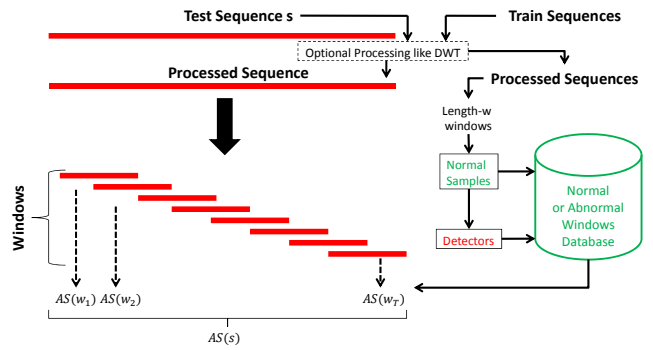 Test Sequence s
Train Sequences
Optional Processing like DWT
Processed Sequence
Processed Sequences
Length-w
windows
Normal
Samples
Normal
or Abnormal
Windows
Database
Detectors
Windows
AS(w₁)
AS(w₂)
AS(w_T)
AS(s)